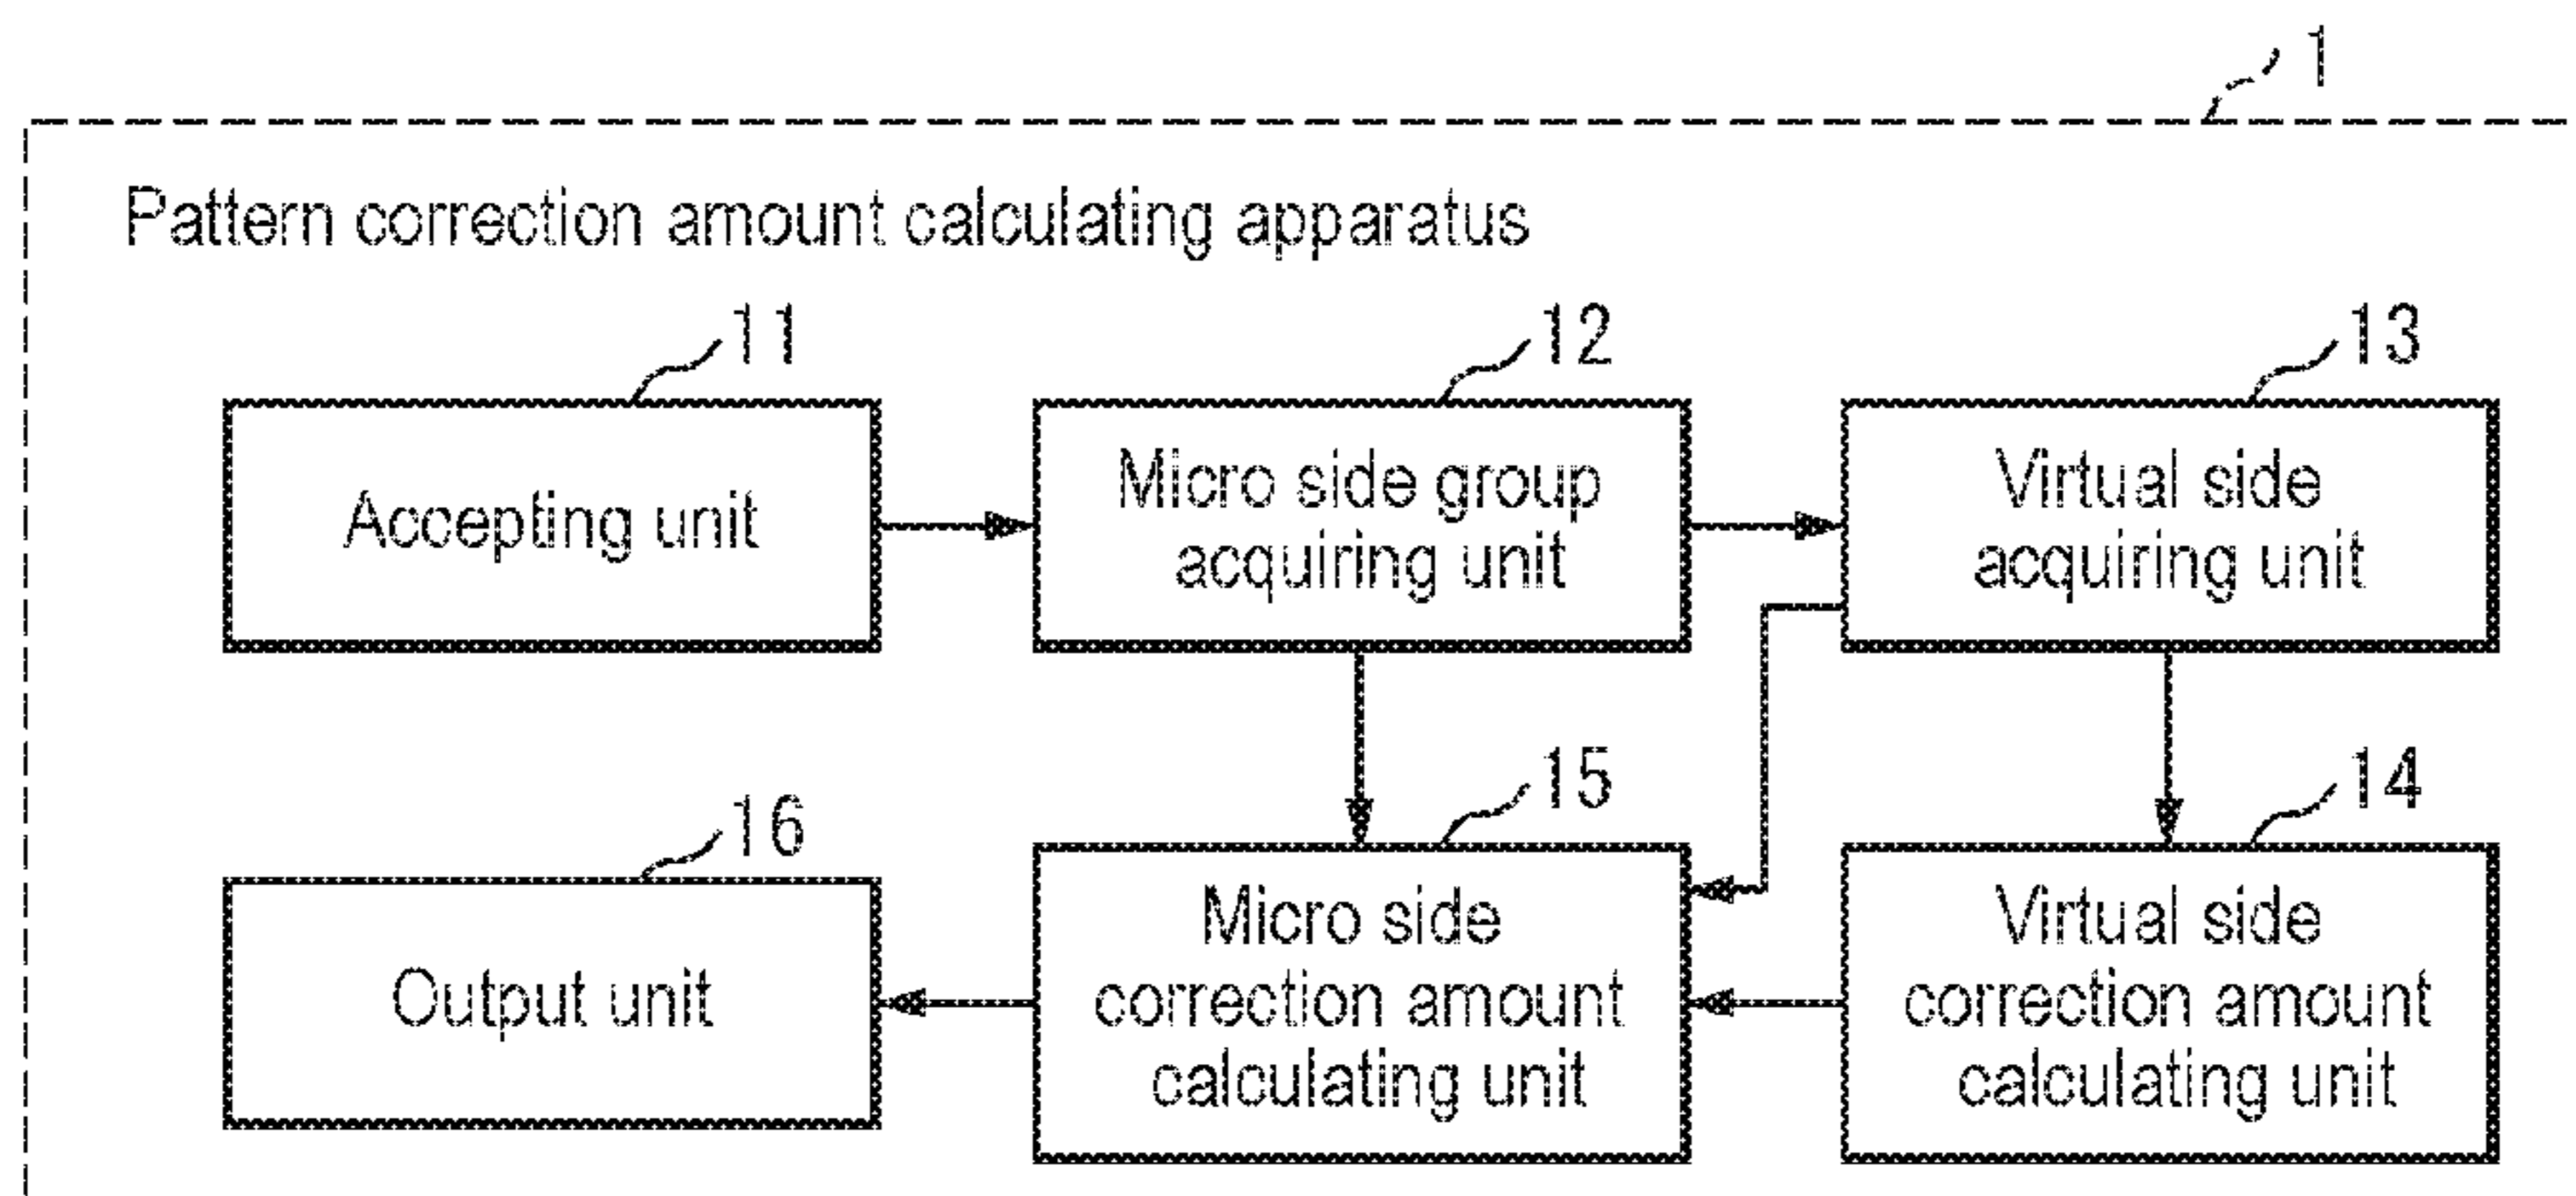 1
Pattern correction amount calculating apparatus
11
12
13
Accepting unit
Micro side group
acquiring unit
Virtual side
acquiring unit
16
15
14
Output unit
Micro side
correction amount
calculating unit
Virtual side
correction amount
calculating unit